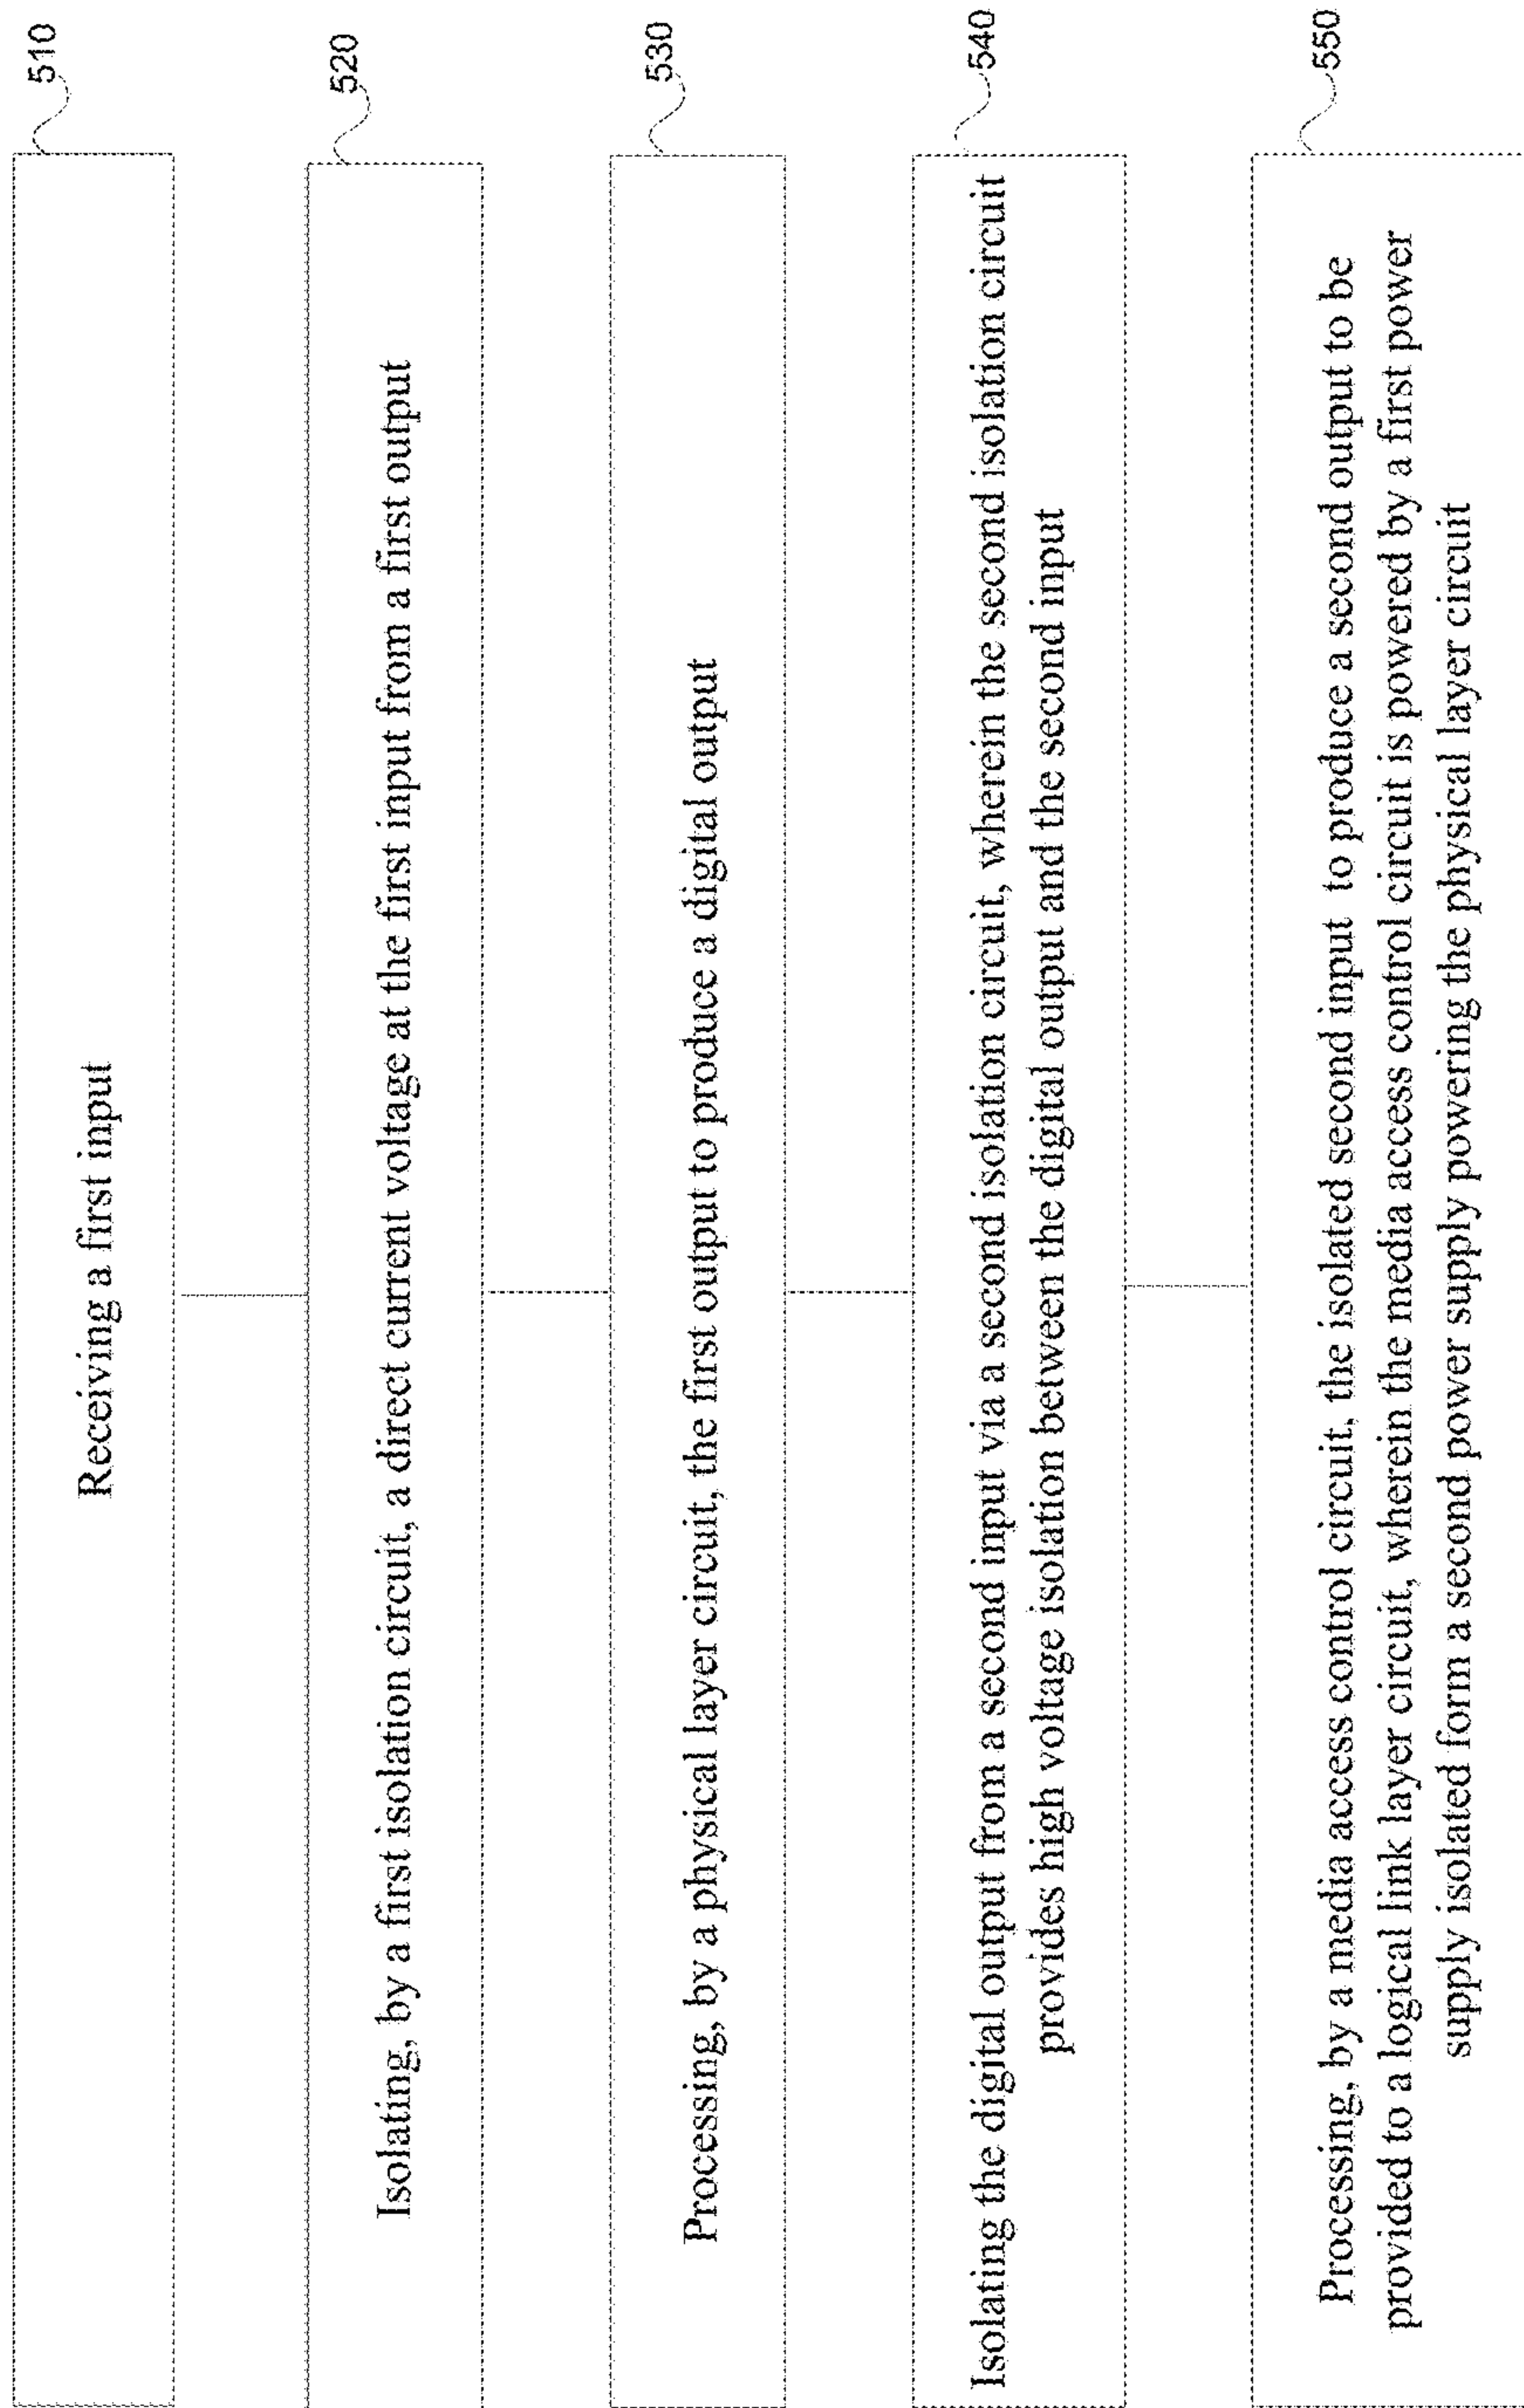 510
Receiving a first input
520
Isolating, by a first isolation circuit, a direct current voltage at the first input from a first output
530
Processing, by a physical layer circuit, the first output to produce a digital output
540
Isolating the digital output from a second input via a second isolation circuit, wherein the second isolation circuit
provides high voltage isolation between the digital output and the second input
550
Processing, by a media access control circuit, the isolated second input to produce a second output to be
provided to a logical link layer circuit, wherein the media access control circuit is powered by a first power
supply isolated form a second power supply powering the physical layer circuit